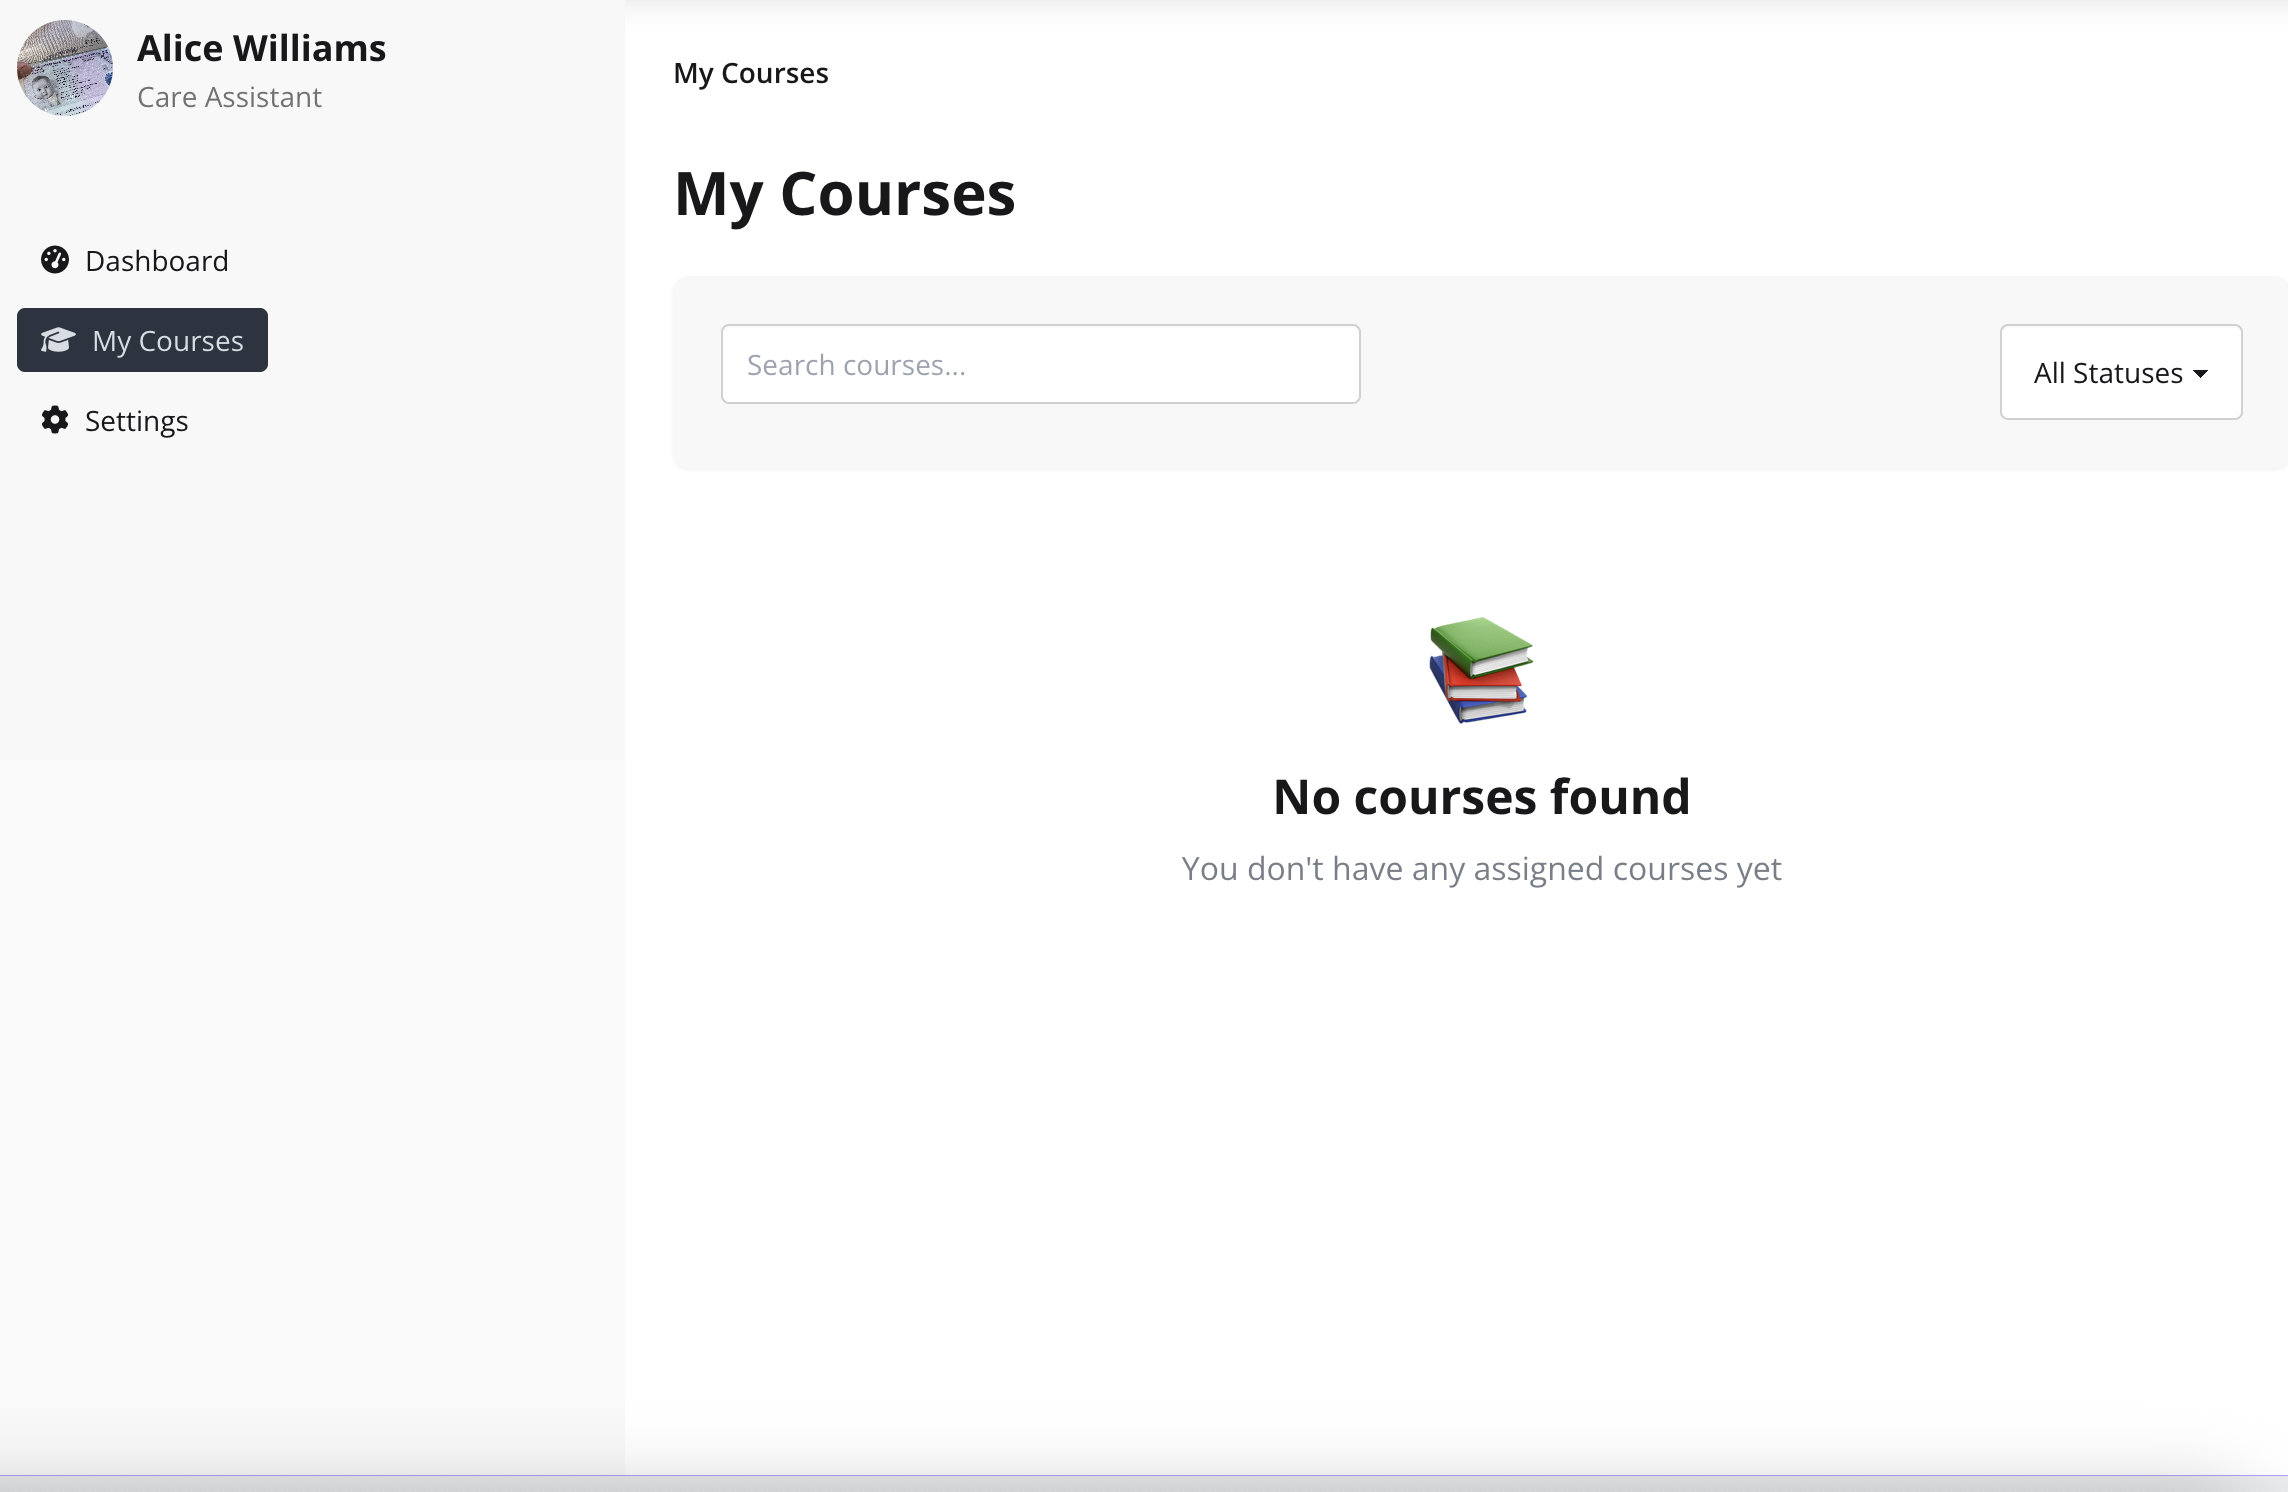 Alice Williams
Care Assistant
Dashboard
My Courses
Settings
My Courses
My Courses
Search courses...
All Statuses
No courses found
You don't have any assigned courses yet